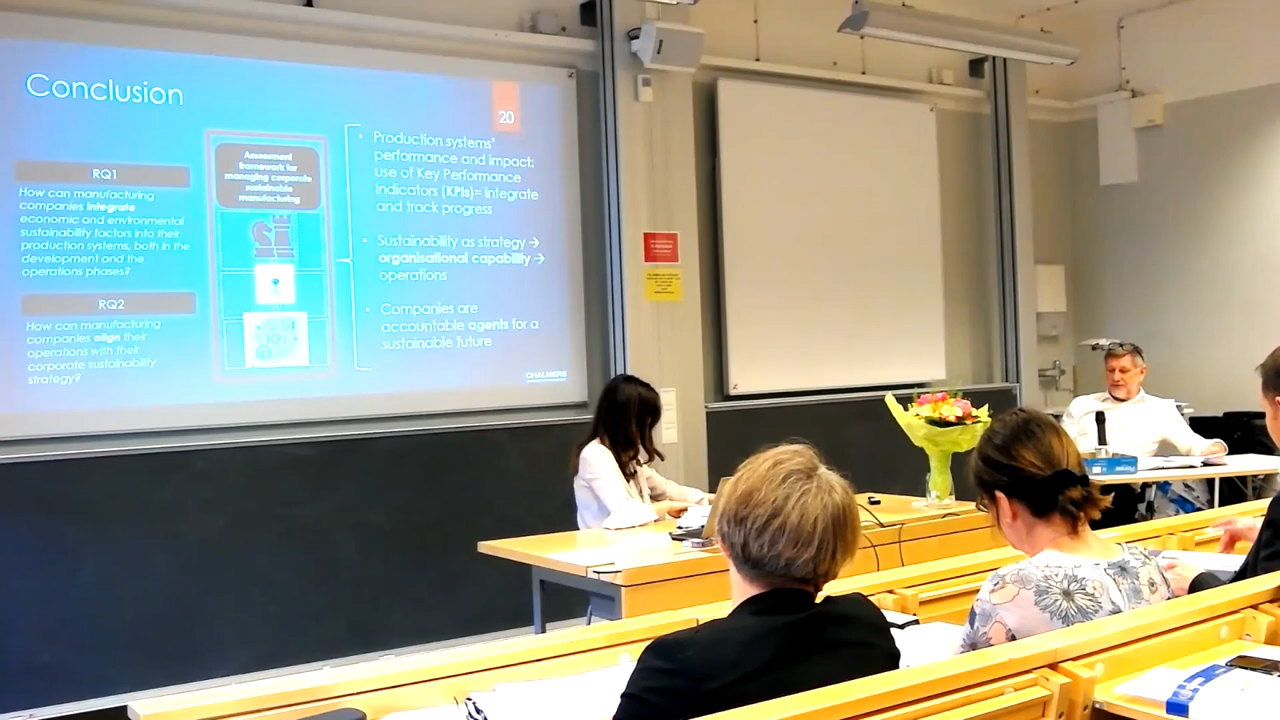 Conclusion
20
RQ1
How can manufacturing
companies integrate
economic and environmental
sustainability factors into their
production systems, both in the
development and the
operations phases?
RQ2
How can manufacturing
companies align their
operations with their
corporate sustainability
strategy?
Assessment
framework for
managing corporate
sustainable
manufacturing
KPI
• Production systems'
performance and impact:
use of Key Performance
Indicators (KPIs)= integrate
and track progress
• Sustainability as strategy →
organisational capability →
operations
• Companies are
accountable agents for a
sustainable future
CHALMERS